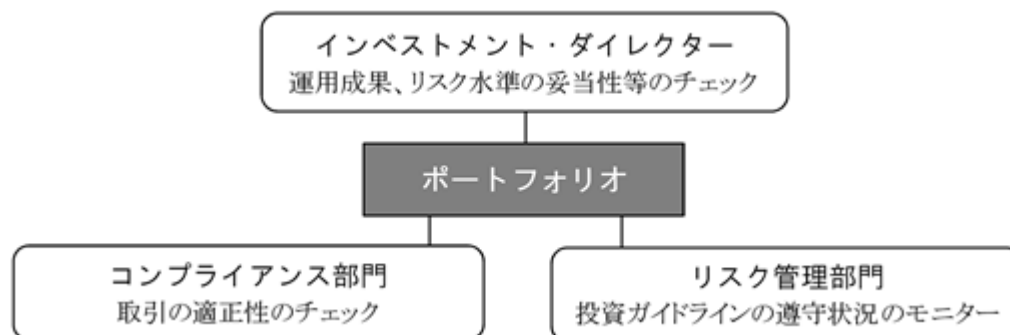 インベストメント・ダイレクター
運用成果、リスク水準の妥当性等のチェック
ポートフォリオ
コンプライアンス部門
取引の適正性のチェック
リスク管理部門
投資ガイドラインの遵守状況のモニター